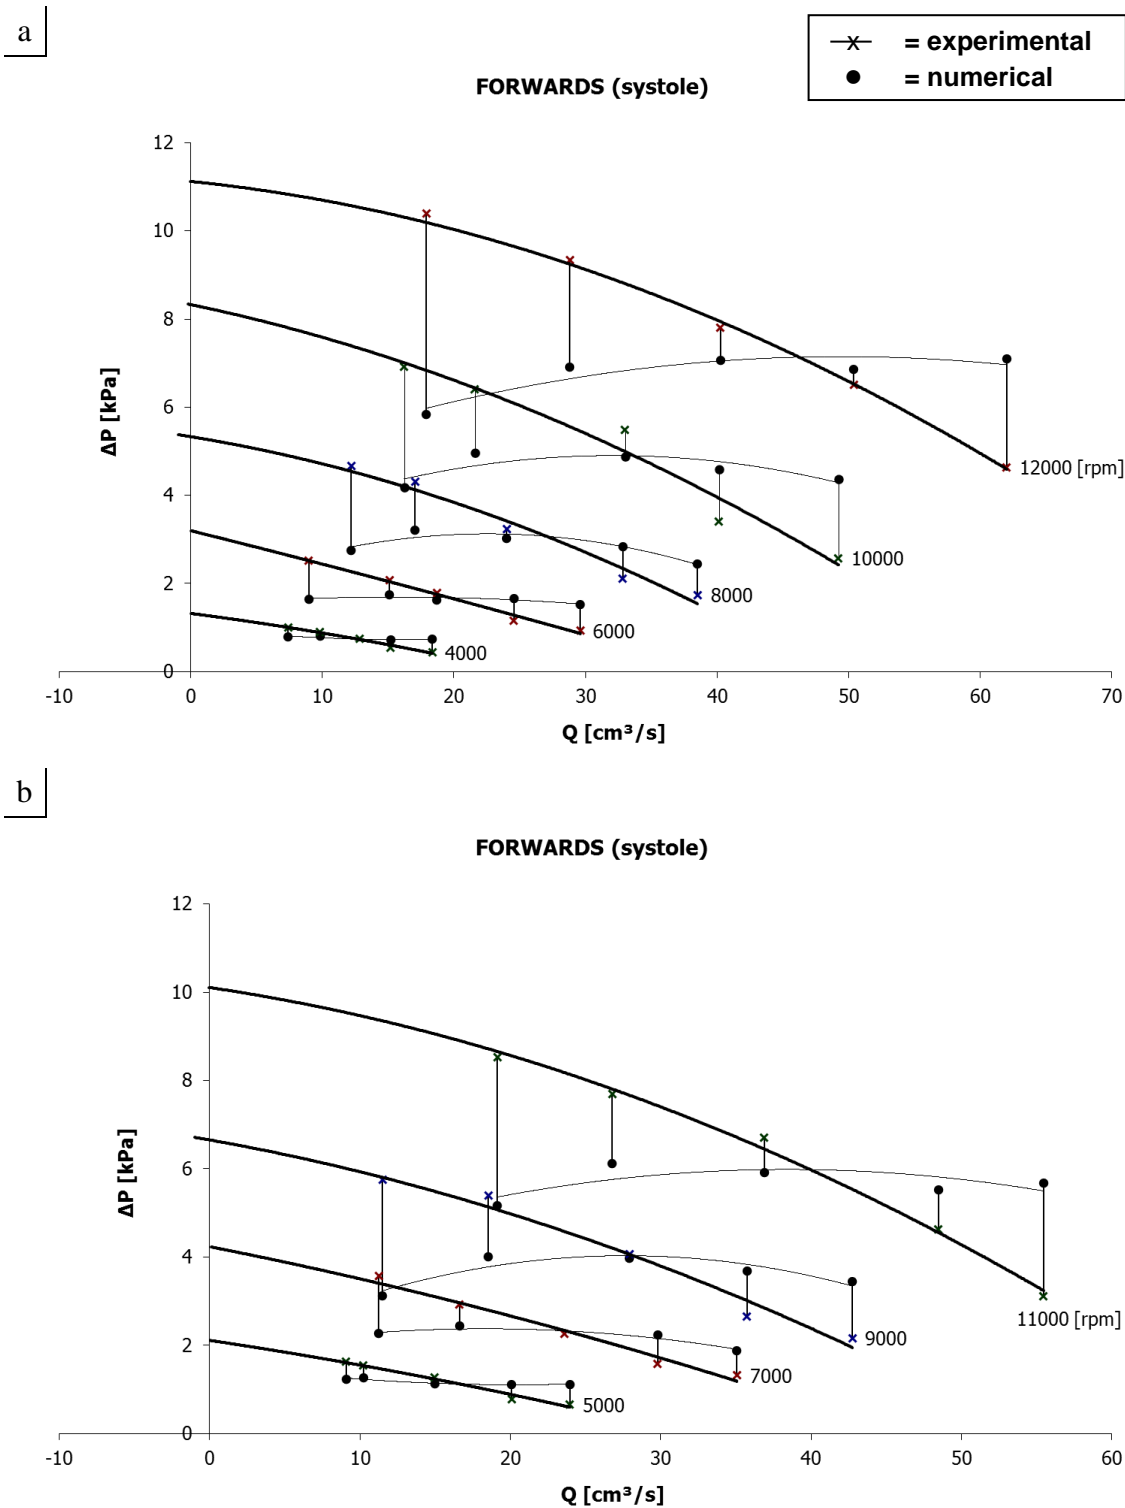 a
= experimental
= numerical
FORWARDS (systole)
12
10
8
6
4
2
0
ΔP [kPa]
12000 [rpm]
10000
8000
6000
4000
-10 0 10 20 30 40 50 60 70
Q [cm³/s]
b
FORWARDS (systole)
12
10
8
6
4
2
0
ΔP [kPa]
11000 [rpm]
9000
7000
5000
-10 0 10 20 30 40 50 60
Q [cm³/s]